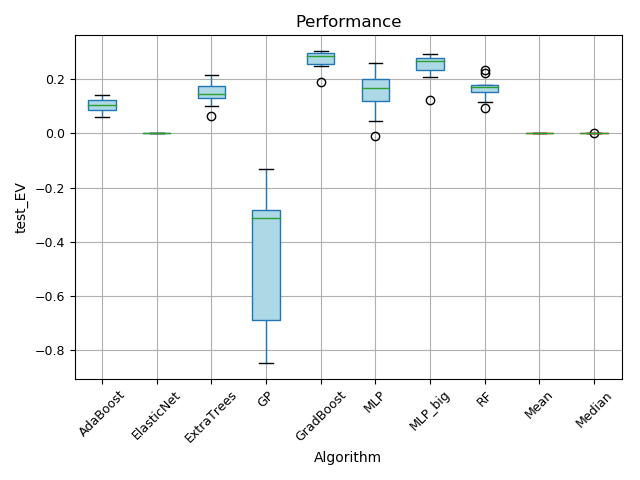 Performance
test_EV
0.2
0.0
−0.2
−0.4
−0.6
−0.8
AdaBoost
ElasticNet
ExtraTrees
GP
GradBoost
MLP
MLP_big
RF
Mean
Median
Algorithm